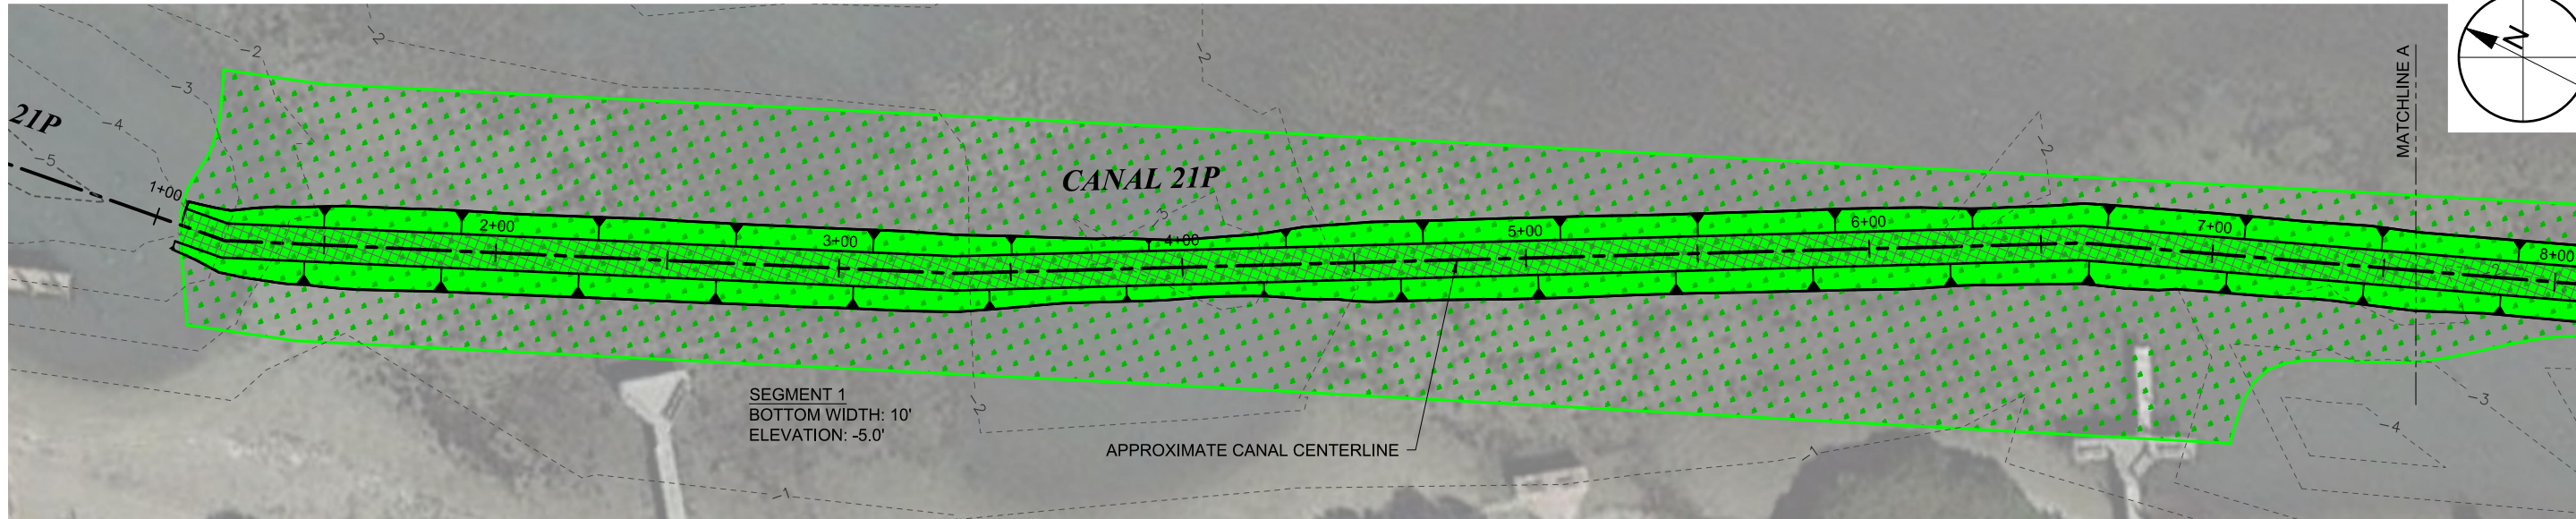 -2
2
2
-3
21P
-4
-5
MATCHLINE A
N
-2
CANAL 21P
1+00
2+00
3+00
4+00
5+00
6+00
7+00
8+00
SEGMENT 1
BOTTOM WIDTH: 10'
ELEVATION: -5.0'
2
APPROXIMATE CANAL CENTERLINE
-1
-1
-3
-4